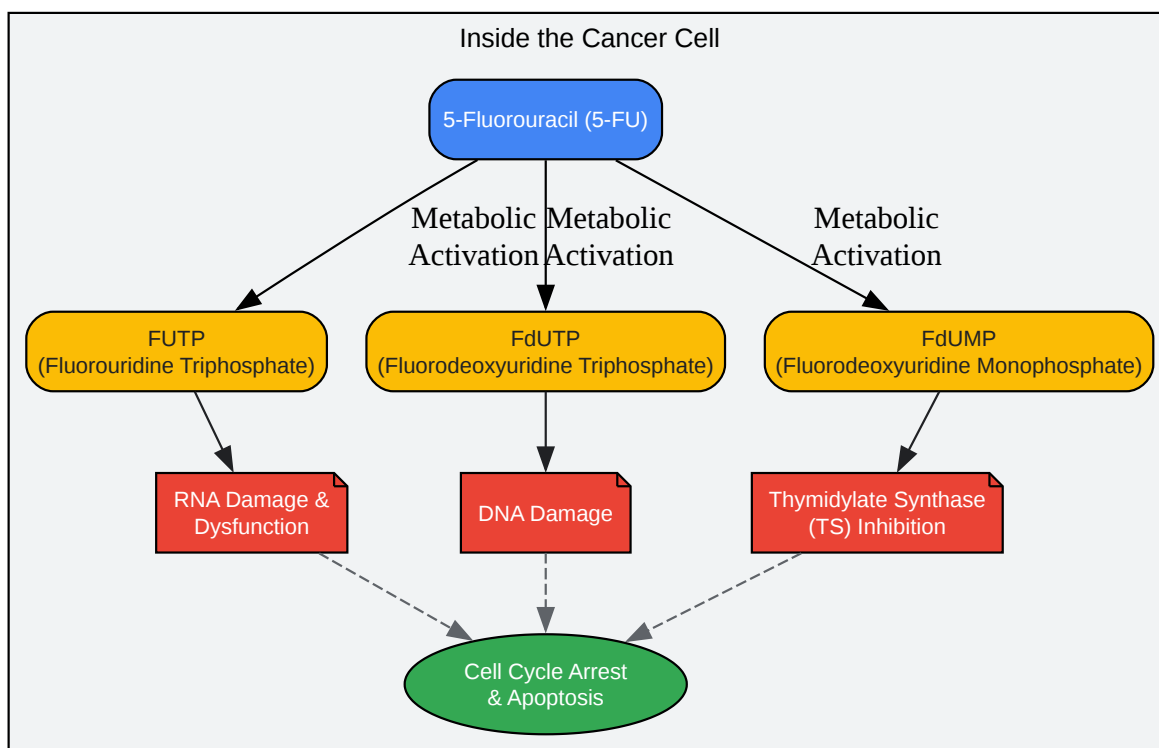 Inside the Cancer Cell
5-Fluorouracil (5-FU)
Metabolic
Activation
Metabolic
Activation
Metabolic
Activation
FUTP
(Fluorouridine Triphosphate)
FdUTP
(Fluorodeoxyuridine Triphosphate)
FdUMP
(Fluorodeoxyuridine Monophosphate)
RNA Damage &
Dysfunction
DNA Damage
Thymidylate Synthase
(TS) Inhibition
Cell Cycle Arrest
& Apoptosis